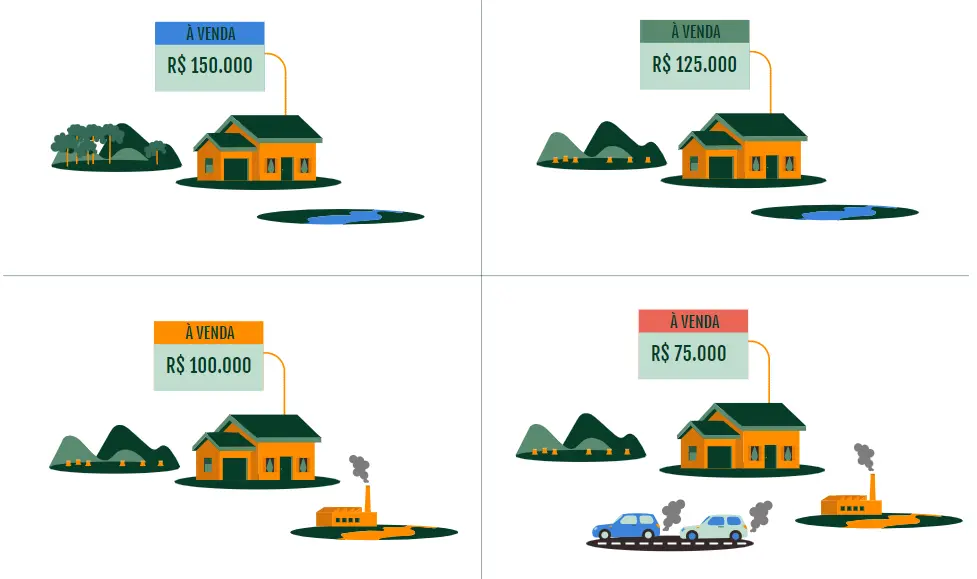 À VENDA
R$ 150.000
À VENDA
R$ 125.000
À VENDA
R$ 100.000
À VENDA
R$ 75.000